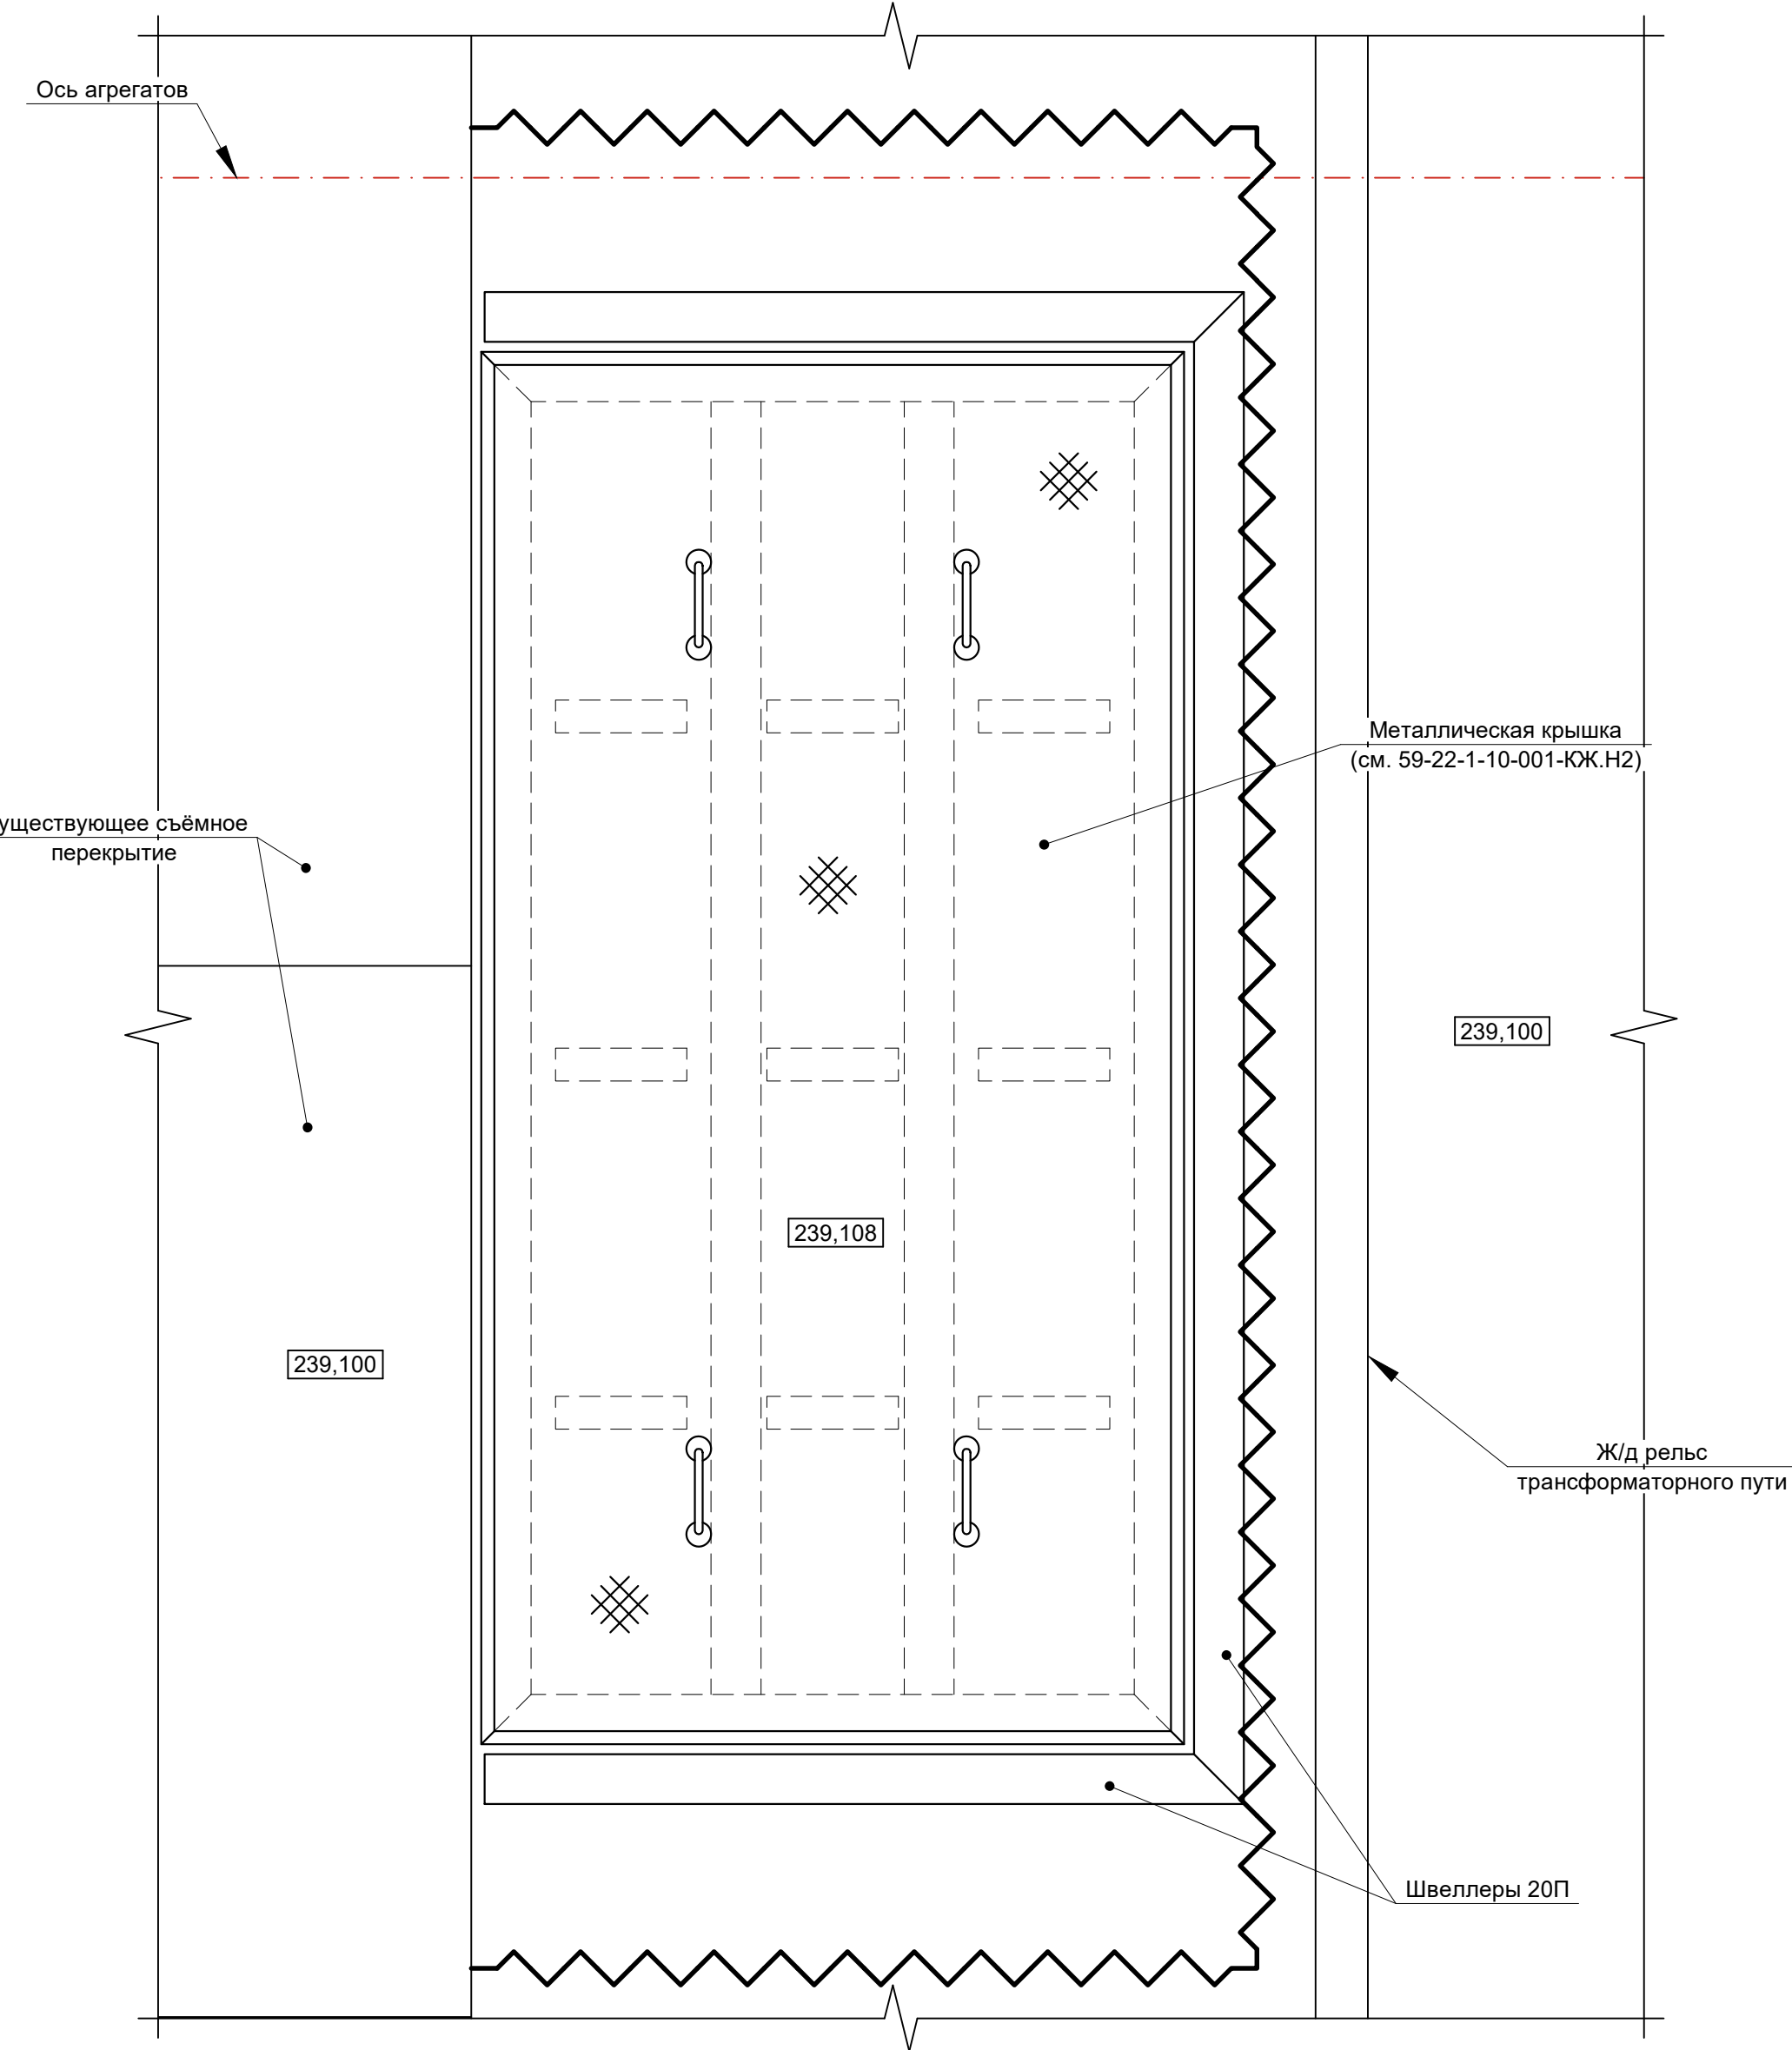 Ось агрегатов
Металлическая крышка
(см. 59-22-1-10-001-КЖ.Н2)
уществующее съёмное
перекрытие
239,100
239,108
239,100
Ж/д рельс
трансформаторного пути
Швеллеры 20П